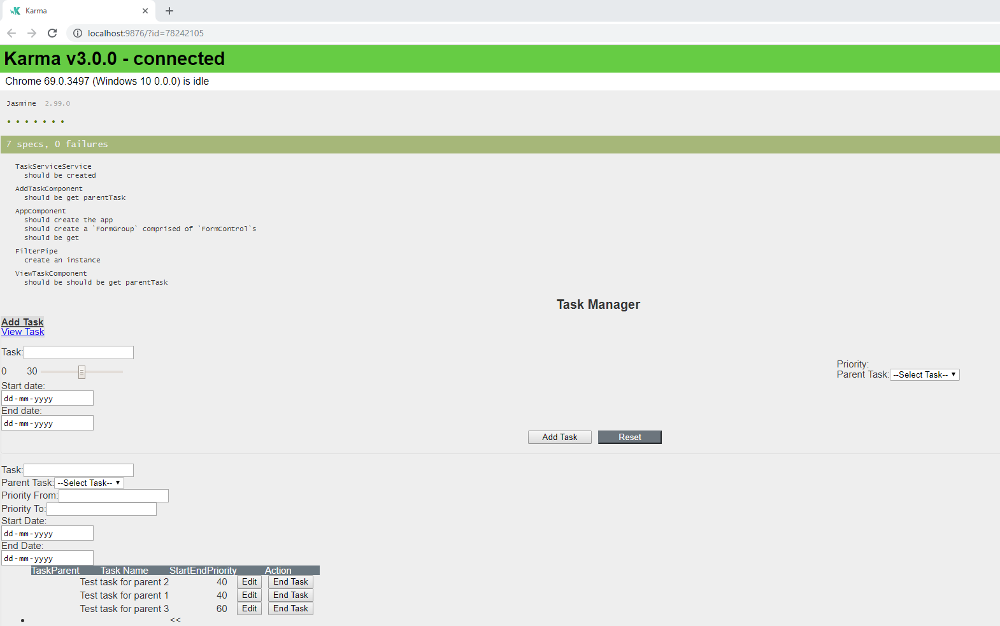 Karma
localhost:9876/?id=78242105
Karma v3.0.0 - connected
Chrome 69.0.3497 (Windows 10 0.0.0) is idle
Jasmine 2.99.0
7 specs, 0 failures
TaskServiceService
should be created
AddTaskComponent
should be get parentTask
AppComponent
should create the app
should create a `FormGroup` comprised of `FormControl`s
should be get
FilterPipe
create an instance
ViewTaskComponent
should be should be get parentTask
Task Manager
Add Task
View Task
Task:
0 30
Priority:
Parent Task: --Select Task--
Start date:
dd-mm-yyyy
End date:
dd-mm-yyyy
Add Task Reset
Task:
Parent Task: --Select Task--
Priority From:
Priority To:
Start Date:
dd-mm-yyyy
End Date:
dd-mm-yyyy
TaskParent Task Name StartEndPriority Action
Test task for parent 2 40 Edit End Task
Test task for parent 1 40 Edit End Task
Test task for parent 3 60 Edit End Task
<<